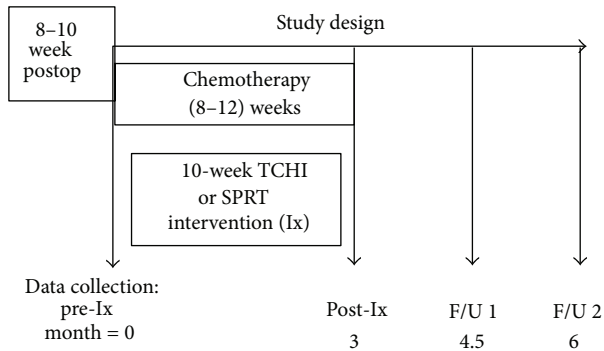 Study design
8–10
week
postop
Chemotherapy
(8–12) weeks
10-week TCHI
or SPRT
intervention (Ix)
Data collection:
pre-Ix
month = 0
Post-Ix
3
F/U 1
4.5
F/U 2
6